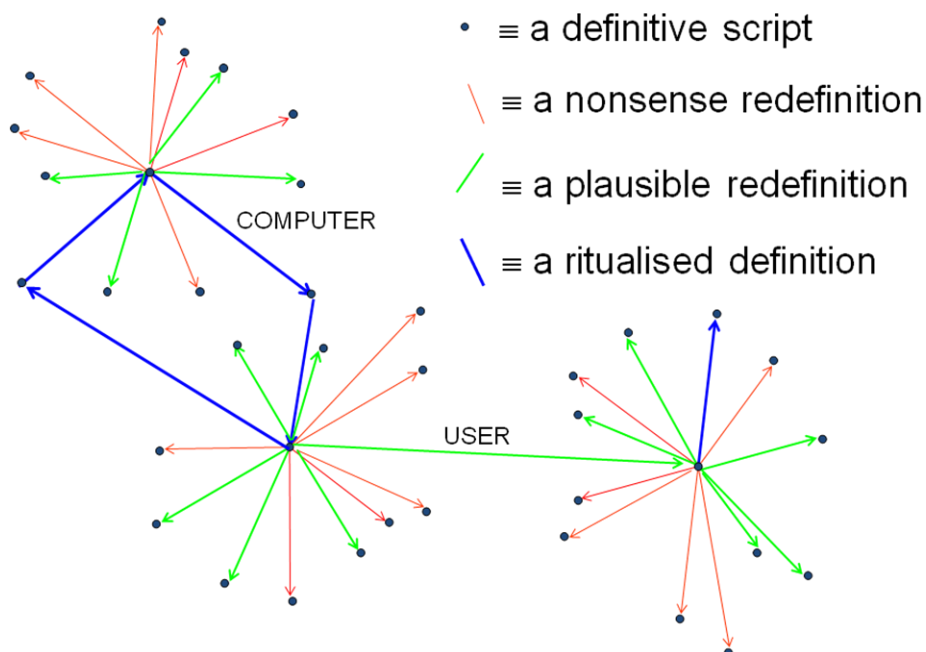 ≡ a definitive script
≡ a nonsense redefinition
≡ a plausible redefinition
COMPUTER
≡ a ritualised definition
USER